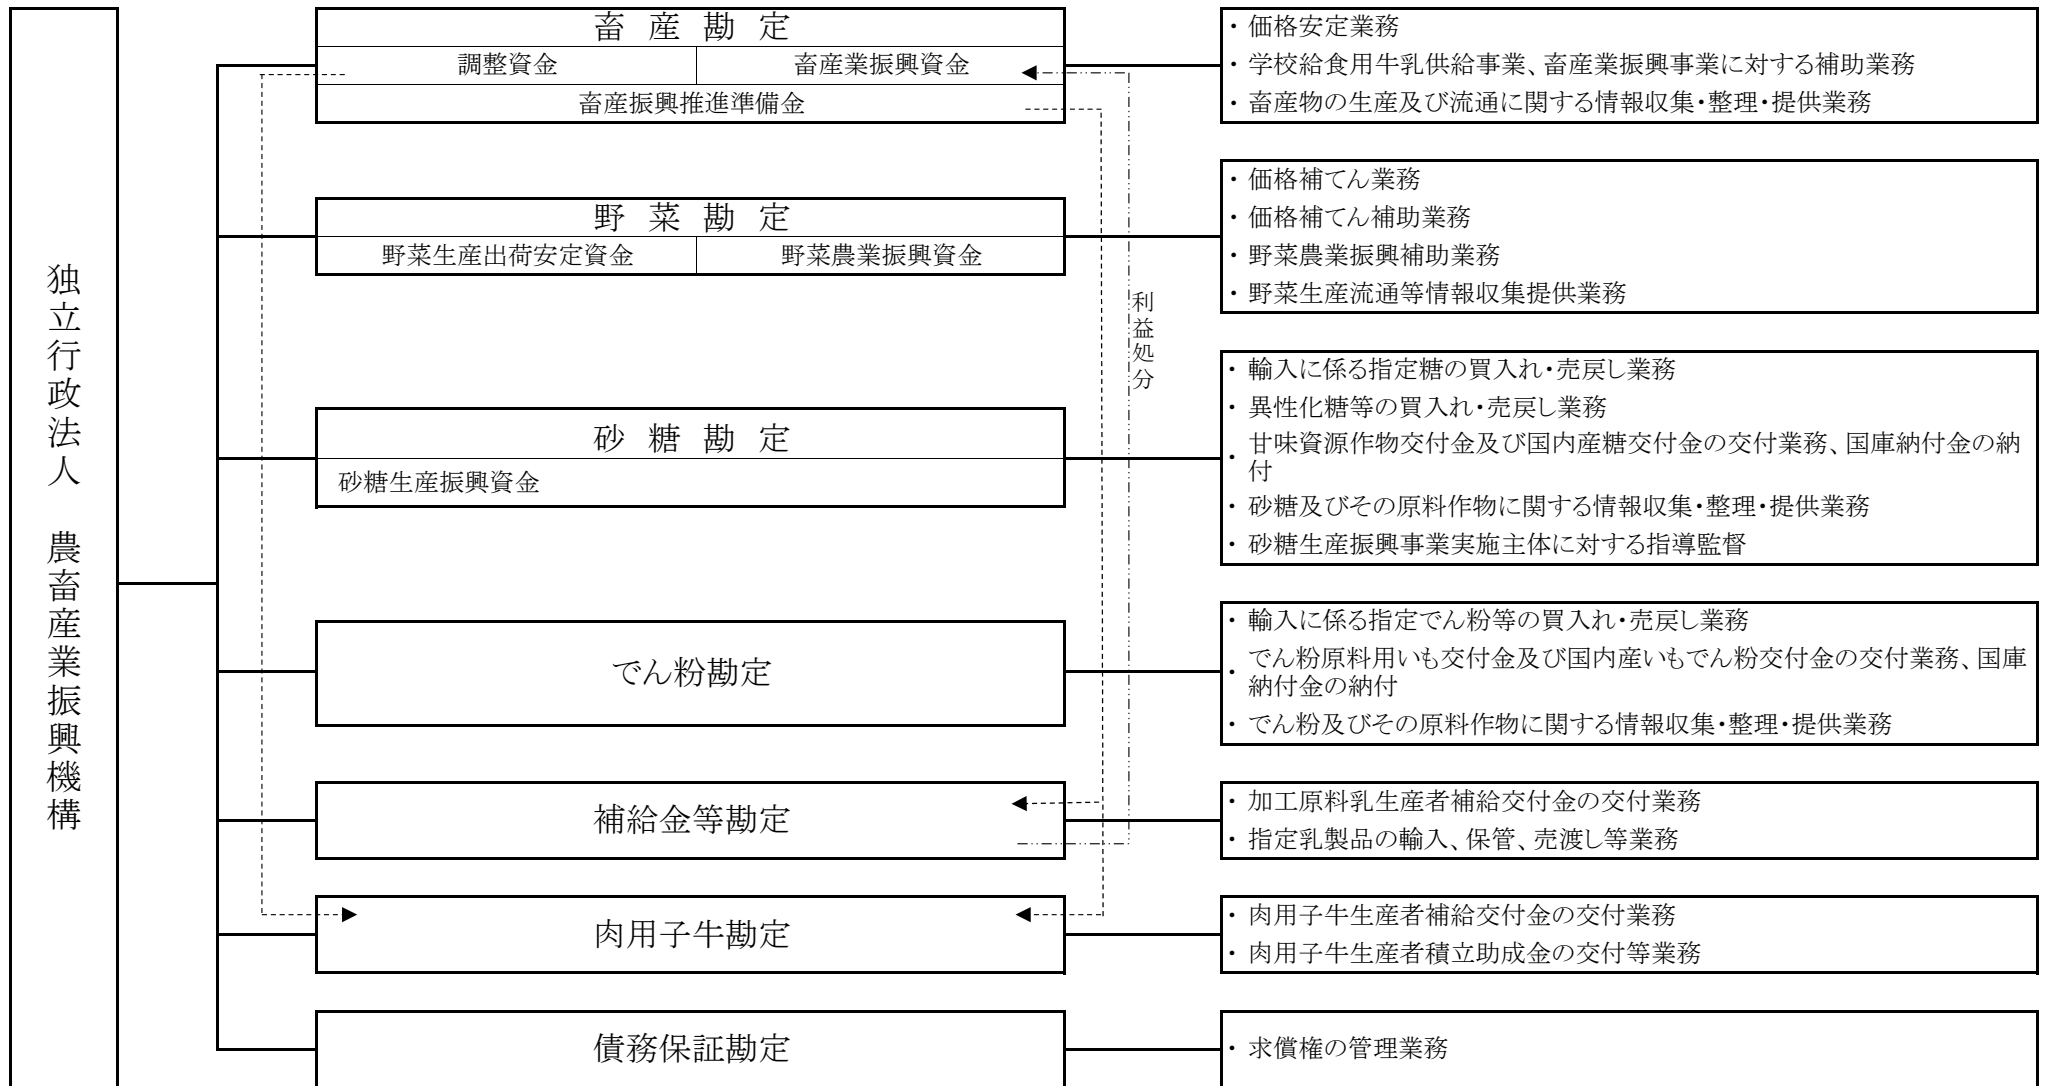 独立行政法人　農畜産業振興機構
畜産勘定
調整資金
畜産業振興資金
畜産振興推進準備金
・ 価格安定業務
・ 学校給食用牛乳供給事業、畜産業振興事業に対する補助業務
・ 畜産物の生産及び流通に関する情報収集・整理・提供業務
野菜勘定
野菜生産出荷安定資金
野菜農業振興資金
・ 価格補てん業務
・ 価格補てん補助業務
・ 野菜農業振興補助業務
・ 野菜生産流通等情報収集提供業務
利益処分
砂糖勘定
砂糖生産振興資金
・ 輸入に係る指定糖の買入れ・売戻し業務
・ 異性化糖等の買入れ・売戻し業務
・ 甘味資源作物交付金及び国内産糖交付金の交付業務、国庫納付金の納
付
・ 砂糖及びその原料作物に関する情報収集・整理・提供業務
・ 砂糖生産振興事業実施主体に対する指導監督
でん粉勘定
・ 輸入に係る指定でん粉等の買入れ・売戻し業務
・ でん粉原料用いも交付金及び国内産いもでん粉交付金の交付業務、国庫
納付金の納付
・ でん粉及びその原料作物に関する情報収集・整理・提供業務
補給金等勘定
・ 加工原料乳生産者補給交付金の交付業務
・ 指定乳製品の輸入、保管、売渡し等業務
肉用子牛勘定
・ 肉用子牛生産者補給交付金の交付業務
・ 肉用子牛生産者積立助成金の交付等業務
債務保証勘定
・ 求償権の管理業務